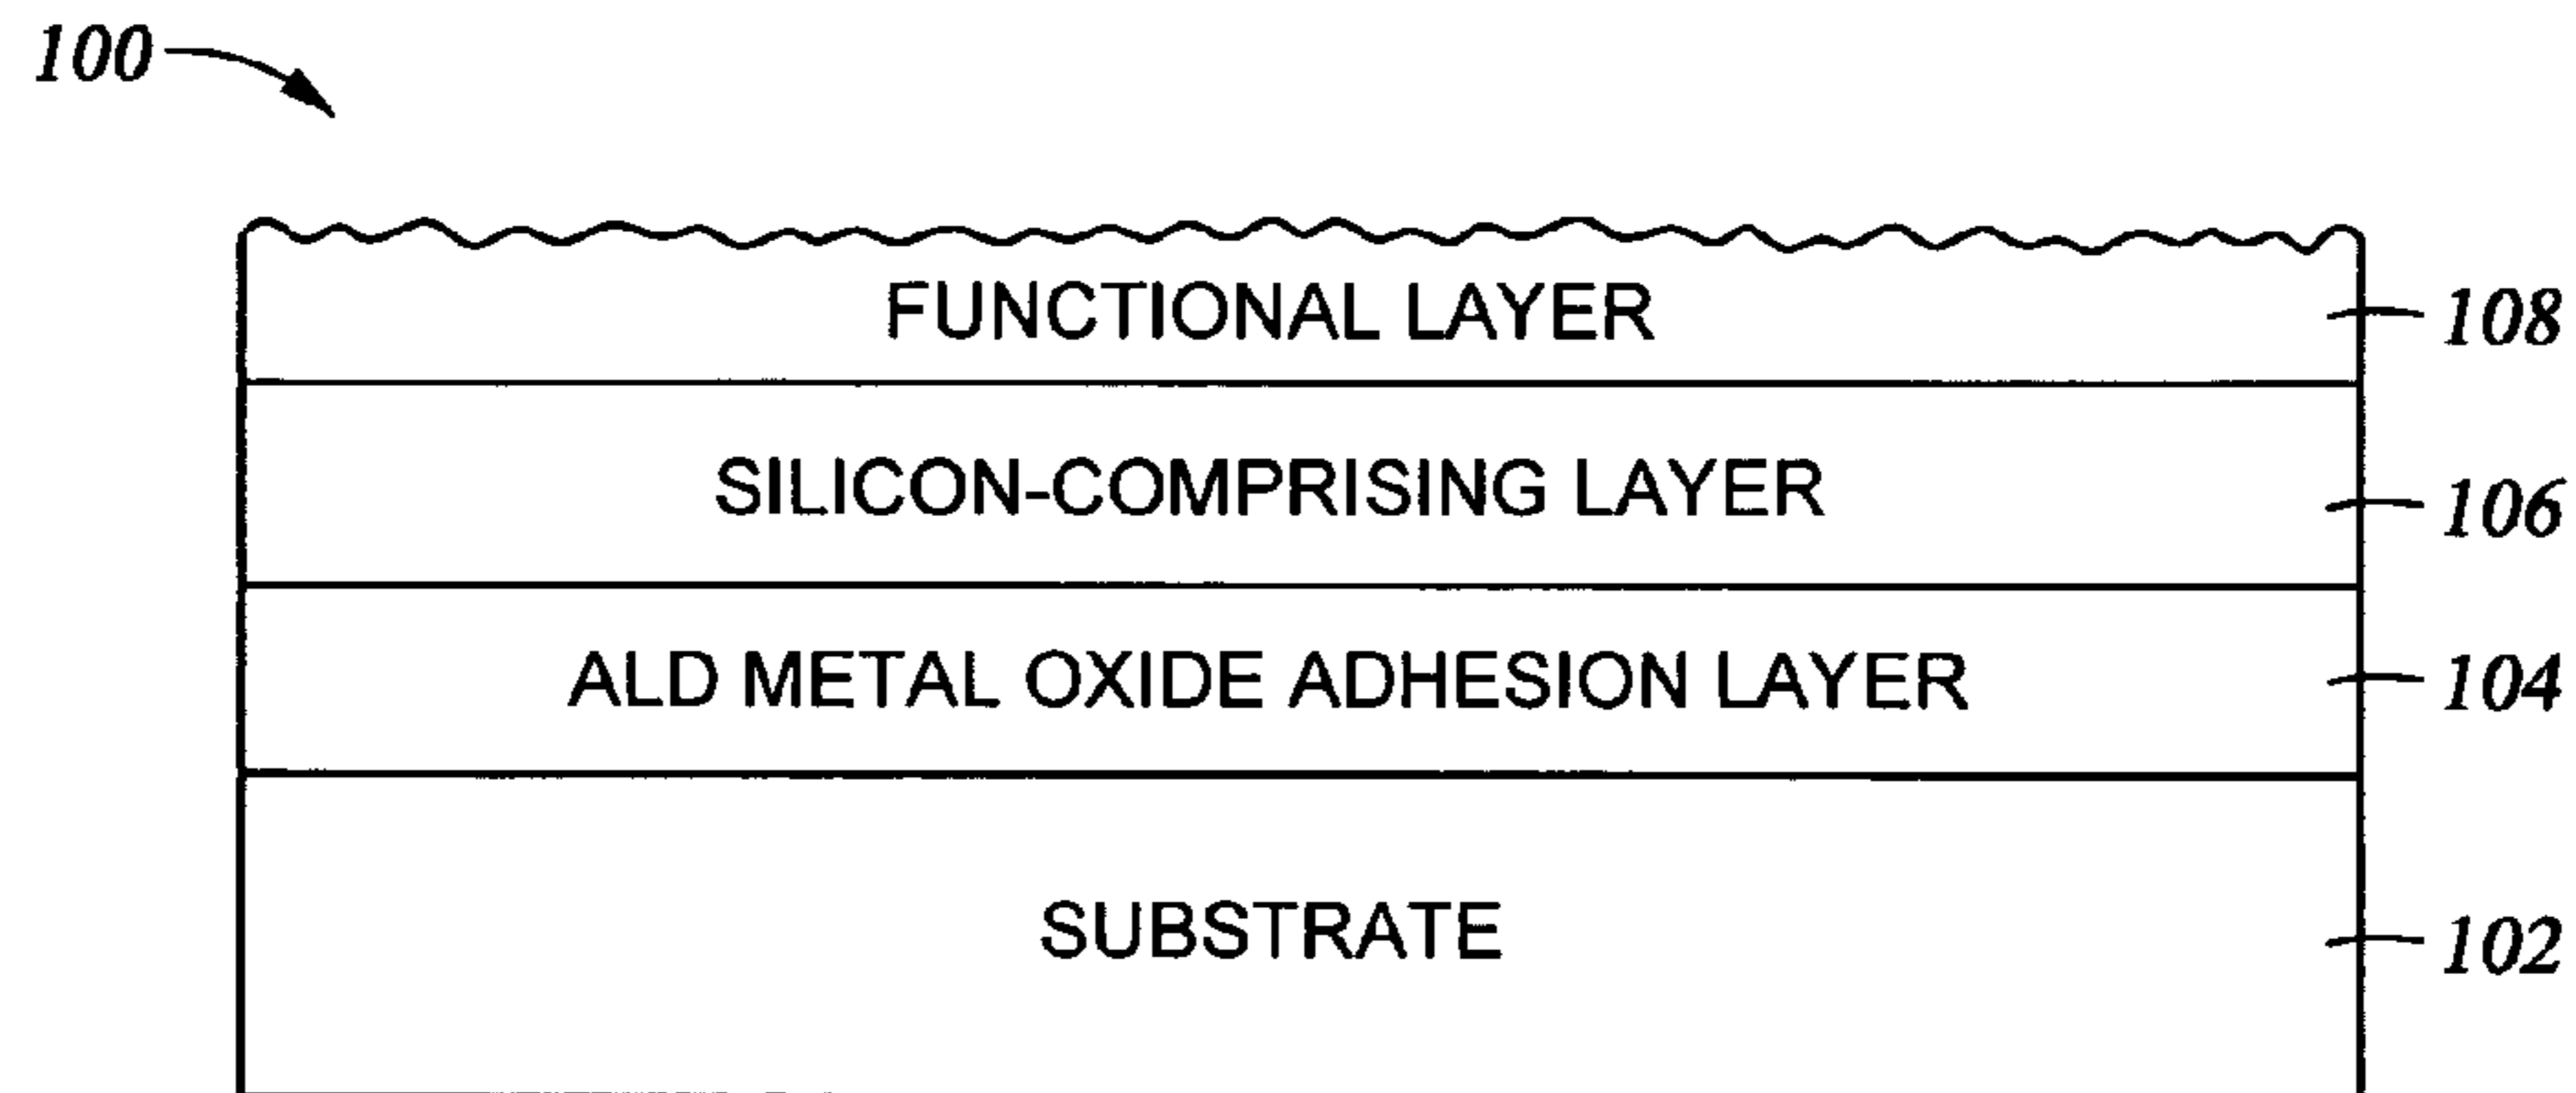 100
FUNCTIONAL LAYER 108
SILICON-COMPRISING LAYER 106
ALD METAL OXIDE ADHESION LAYER 104
SUBSTRATE 102